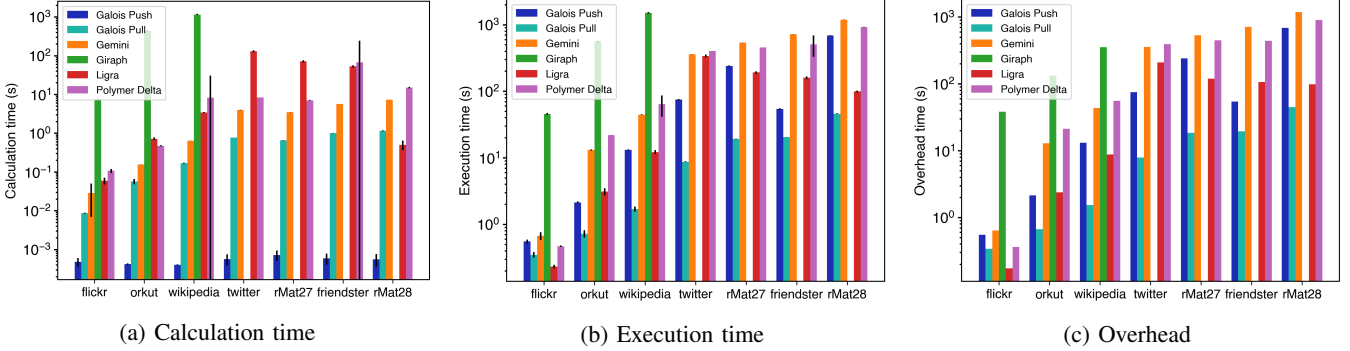 Calculation time (s)
10³
10²
10¹
10⁰
10⁻¹
10⁻²
10⁻³
Galois Push
Galois Pull
Gemini
Giraph
Ligra
Polymer Delta
flickr orkut wikipedia twitter rMat27 friendster rMat28
(a) Calculation time
Execution time (s)
10³
10²
10¹
10⁰
Galois Push
Galois Pull
Gemini
Giraph
Ligra
Polymer Delta
flickr orkut wikipedia twitter rMat27 friendster rMat28
(b) Execution time
Overhead time (s)
10³
10²
10¹
10⁰
Galois Push
Galois Pull
Gemini
Giraph
Ligra
Polymer Delta
flickr orkut wikipedia twitter rMat27 friendster rMat28
(c) Overhead